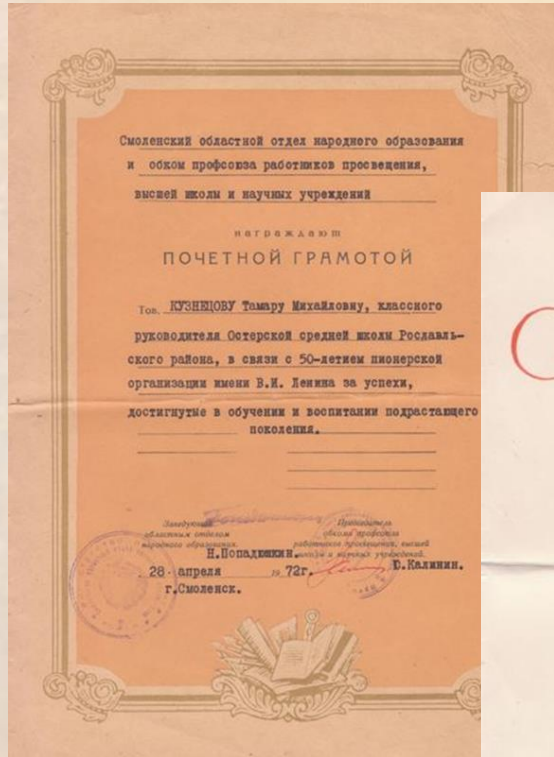 Смоленский областной отдел народного образования
и обком профсоюза работников просвещения,
высшей школы и научных учреждений
награждают
ПОЧЕТНОЙ ГРАМОТОЙ
Тов. КУЗНЕЦОВУ Тамару Михайловну, классного
руководителя Остерской средней школы Рославль-
ского района, в связи с 50-летием пионерской
организации имени В.И. Ленина за успехи,
достигнутые в обучении и воспитании подрастающего
поколения.
Заведующий
областным отделом
народного образования.
Н.Попадюхин.
Председатель
обкома профсоюза
работников просвещения, высшей
школы и научных учреждений.
Ю.Калинин.
28 апреля 1972г.
г.Смоленск.